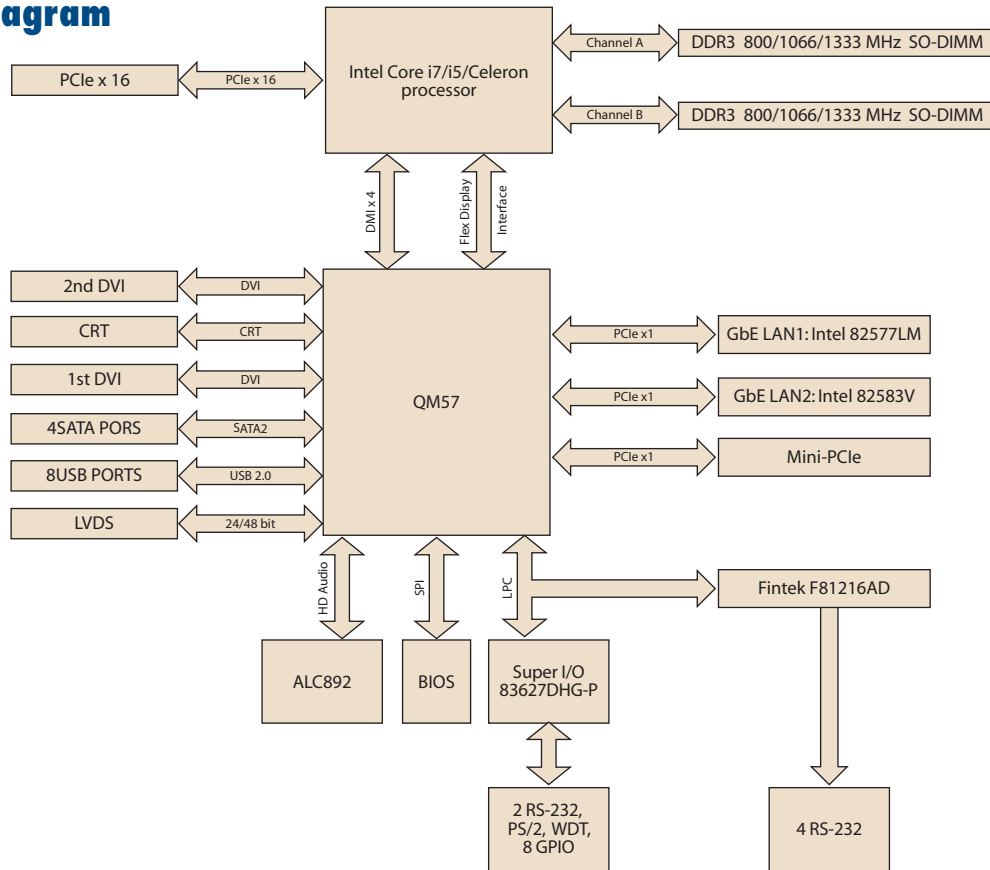 agram
PCIe x 16
PCIe x 16
Intel Core i7/i5/Celeron
processor
Channel A
DDR3 800/1066/1333 MHz SO-DIMM
Channel B
DDR3 800/1066/1333 MHz SO-DIMM
DMI x 4
Flex Display
Interface
2nd DVI
DVI
CRT
CRT
1st DVI
DVI
4SATA PORS
SATA2
8USB PORTS
USB 2.0
LVDS
24/48 bit
QM57
PCIe x1
GbE LAN1: Intel 82577LM
PCIe x1
GbE LAN2: Intel 82583V
PCIe x1
Mini-PCIe
HD Audio
SPI
LPC
Fintek F81216AD
ALC892
BIOS
Super I/O
83627DHG-P
2 RS-232,
PS/2, WDT,
8 GPIO
4 RS-232